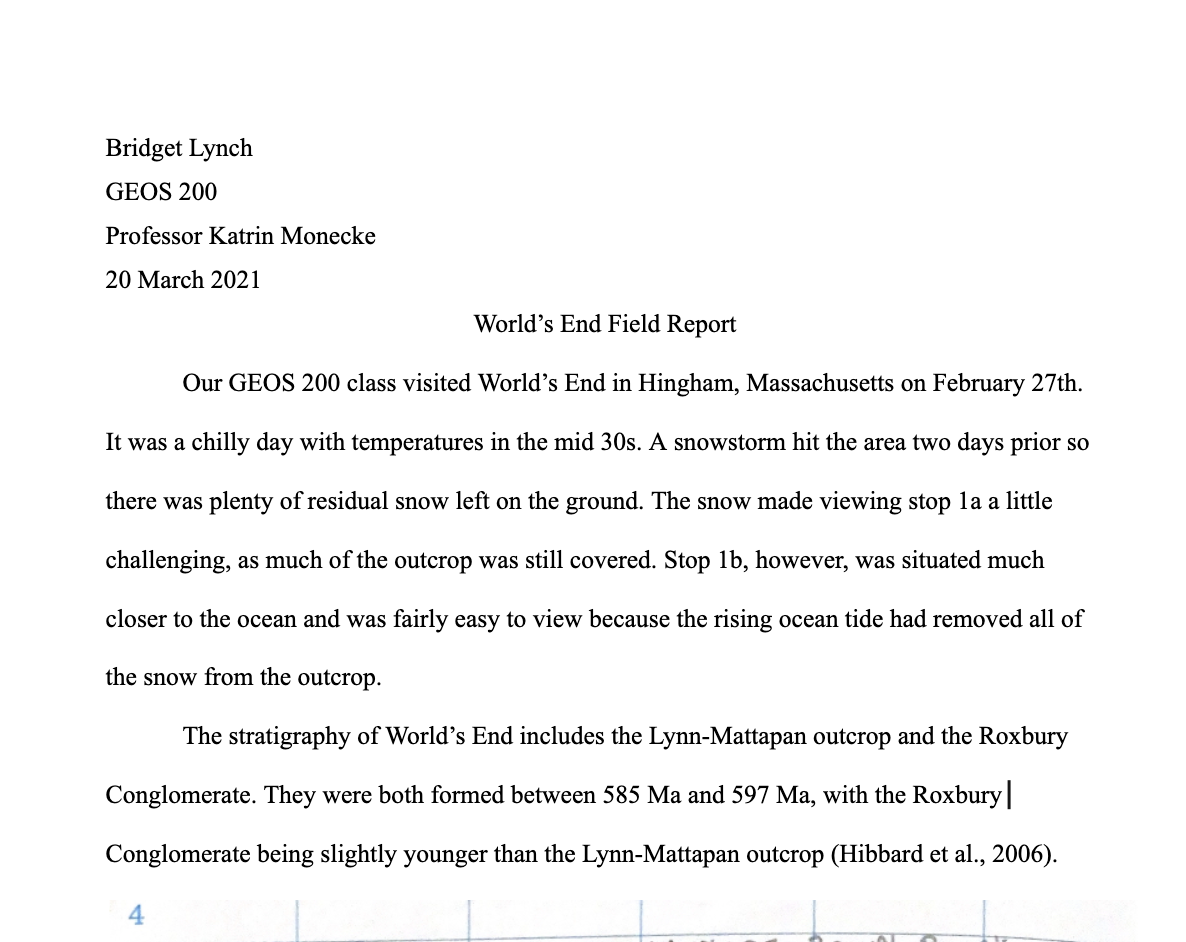 Bridget Lynch
GEOS 200
Professor Katrin Monecke
20 March 2021
World’s End Field Report
Our GEOS 200 class visited World’s End in Hingham, Massachusetts on February 27th.
It was a chilly day with temperatures in the mid 30s. A snowstorm hit the area two days prior so
there was plenty of residual snow left on the ground. The snow made viewing stop 1a a little
challenging, as much of the outcrop was still covered. Stop 1b, however, was situated much
closer to the ocean and was fairly easy to view because the rising ocean tide had removed all of
the snow from the outcrop.
The stratigraphy of World’s End includes the Lynn-Mattapan outcrop and the Roxbury
Conglomerate. They were both formed between 585 Ma and 597 Ma, with the Roxbury
Conglomerate being slightly younger than the Lynn-Mattapan outcrop (Hibbard et al., 2006).
4